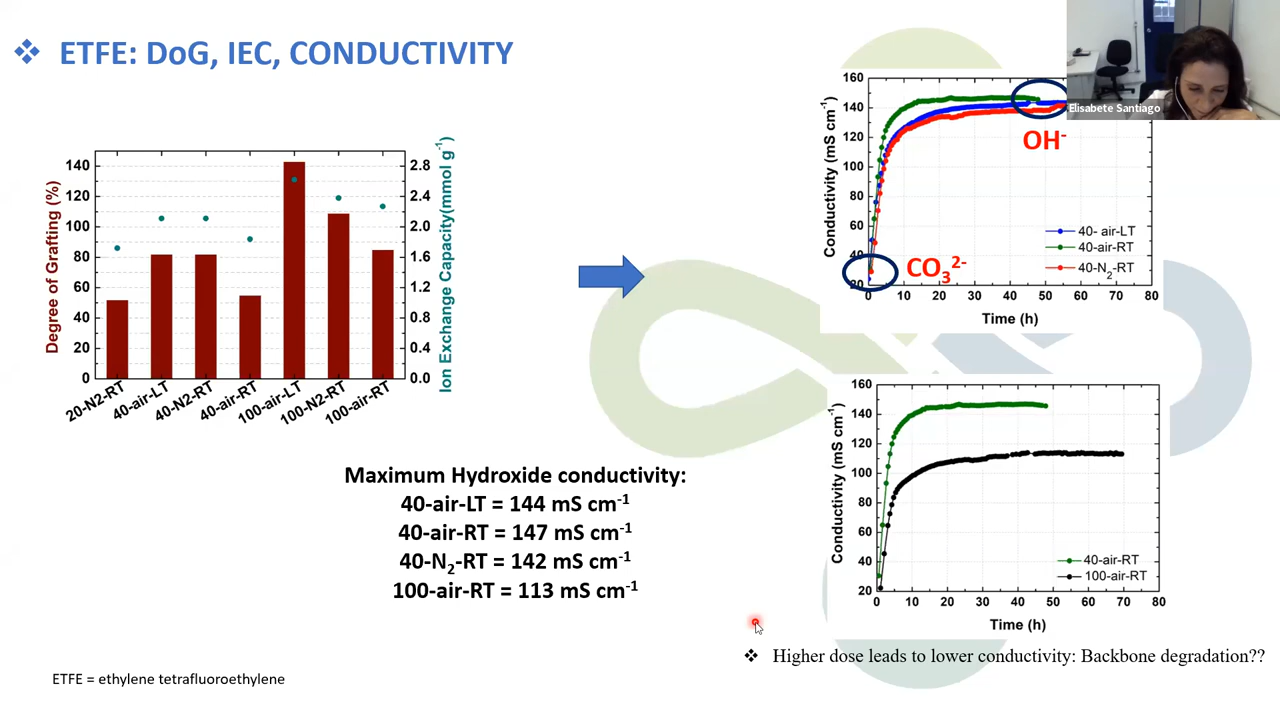 ❖ ETFE: DoG, IEC, CONDUCTIVITY
Elisabete Santiago
Degree of Grafting (%)
140
120
100
80
60
40
20
0
2.8
2.4
2.0
1.6
1.2
0.8
0.4
0.0
Ion Exchange Capacity(mmol g⁻¹)
20-N2-RT
40-air-LT
40-N2-RT
40-air-RT
100-air-LT
100-N2-RT
100-air-RT
Conductivity (mS cm⁻¹)
160
140
120
100
80
60
40
20
OH⁻
CO₃²⁻
40- air-LT
40-air-RT
40-N₂-RT
0 10 20 30 40 50 60 70 80
Time (h)
Maximum Hydroxide conductivity:
40-air-LT = 144 mS cm⁻¹
40-air-RT = 147 mS cm⁻¹
40-N₂-RT = 142 mS cm⁻¹
100-air-RT = 113 mS cm⁻¹
Conductivity (mS cm⁻¹)
160
140
120
100
80
60
40
20
40-air-RT
100-air-RT
0 10 20 30 40 50 60 70 80
Time (h)
❖ Higher dose leads to lower conductivity: Backbone degradation??
ETFE = ethylene tetrafluoroethylene